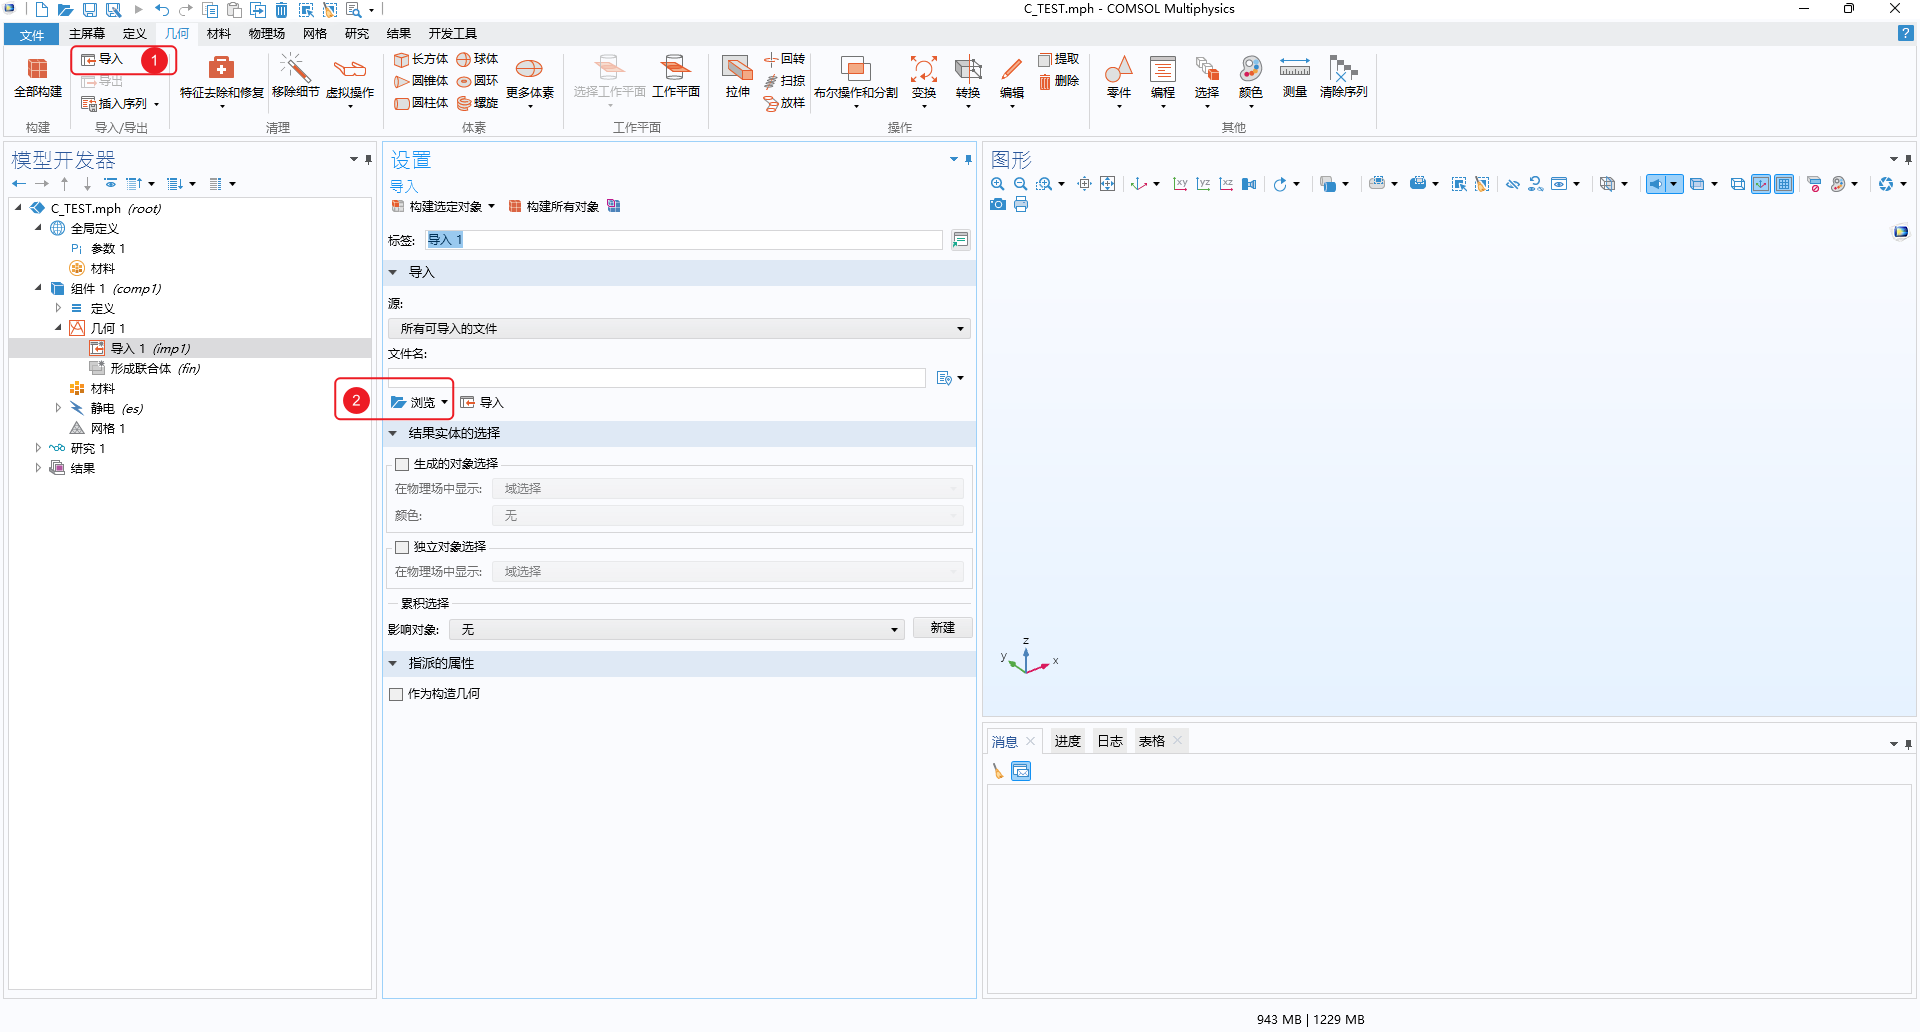 C_TEST.mph - COMSOL Multiphysics
文件 主屏幕 定义 几何 材料 物理场 网格 研究 结果 开发工具
全部构建
构建
导入 1
导出
插入序列
导入/导出
特征去除和修复 移除细节 虚拟操作
清理
长方体 球体
圆锥体 圆环
圆柱体 螺旋
更多体素
体素
选择工作平面 工作平面
工作平面
拉伸
回转
扫掠
放样
布尔操作和分割 变换 转换 编辑
提取
删除
操作
零件 编程 选择 颜色 测量 清除序列
其他
模型开发器
C_TEST.mph (root)
全局定义
Pi 参数 1
材料
组件 1 (comp1)
定义
几何 1
导入 1 (imp1)
形成联合体 (fin)
材料
静电 (es)
网格 1
研究 1
结果
设置
导入
构建选定对象 构建所有对象
标签: 导入 1
导入
源:
所有可导入的文件
文件名:
2 浏览 导入
结果实体的选择
生成的对象选择
在物理场中显示: 域选择
颜色: 无
独立对象选择
在物理场中显示: 域选择
累积选择
影响对象: 无 新建
指派的属性
作为构造几何
图形
xy yz xz
z
y x
消息 进度 日志 表格
943 MB | 1229 MB